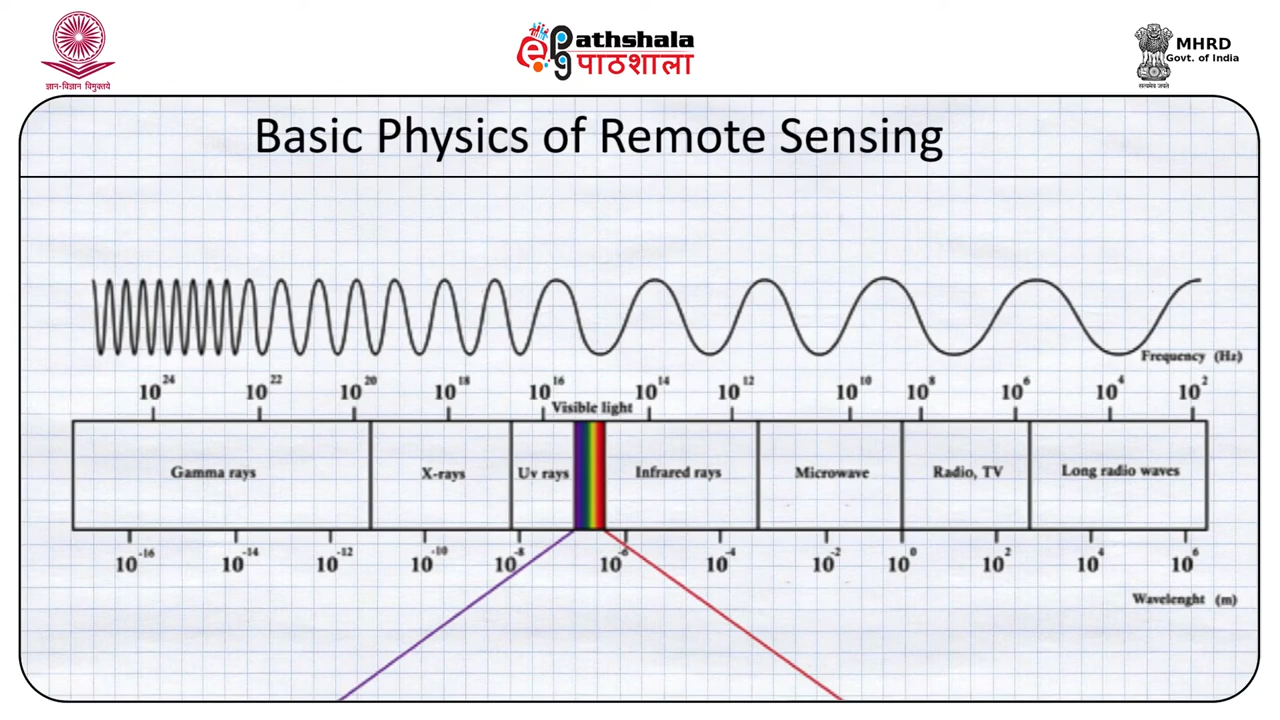 ज्ञान-विज्ञान विमुक्तये
epg
Pathshala
पाठशाला
MHRD
Govt. of India
सत्यमेव जयते
Basic Physics of Remote Sensing
Frequency (Hz)
10^24 10^22 10^20 10^18 10^16 10^14 10^12 10^10 10^8 10^6 10^4 10^2
Visible light
Gamma rays X-rays Uv rays Infrared rays Microwave Radio, TV Long radio waves
10^-16 10^-14 10^-12 10^-10 10^-8 10^-6 10^-4 10^-2 10^0 10^2 10^4 10^6
Wavelenght (m)